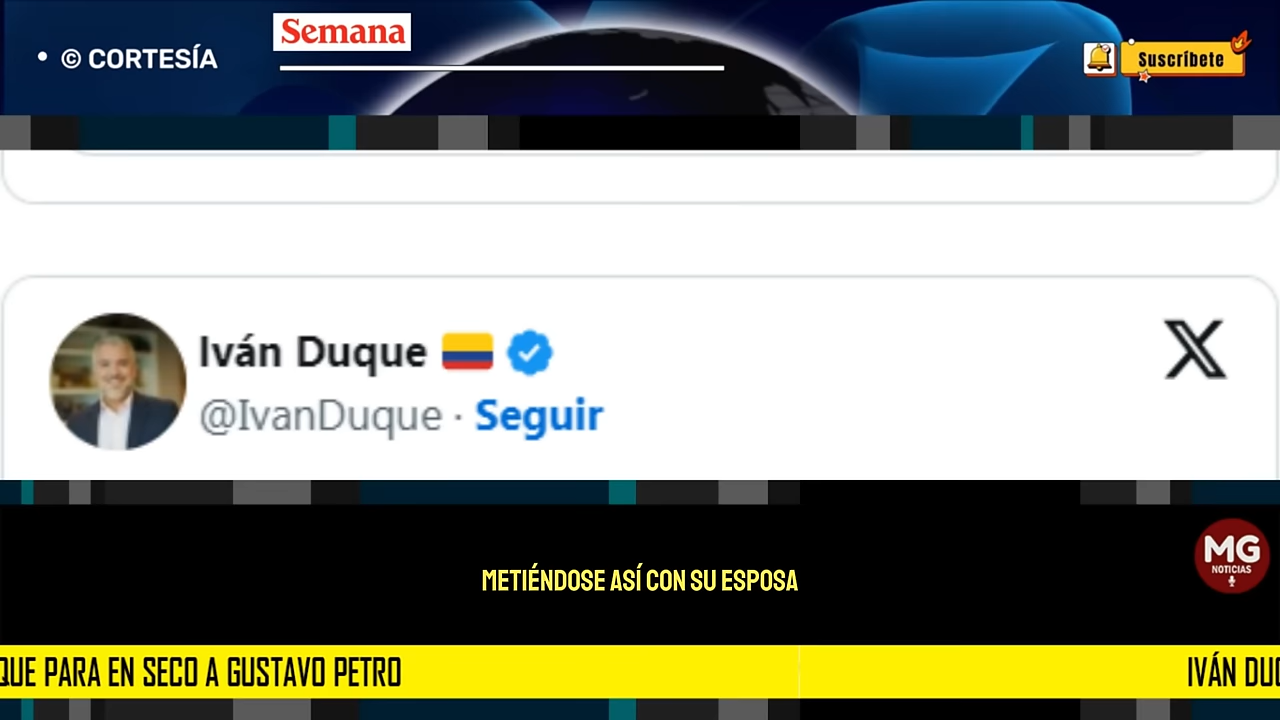 • © CORTESÍA
Semana
Suscríbete
Iván Duque
@IvanDuque · Seguir
METIÉNDOSE ASÍ CON SU ESPOSA
MG
NOTICIAS
QUE PARA EN SECO A GUSTAVO PETRO
IVÁN DUQ